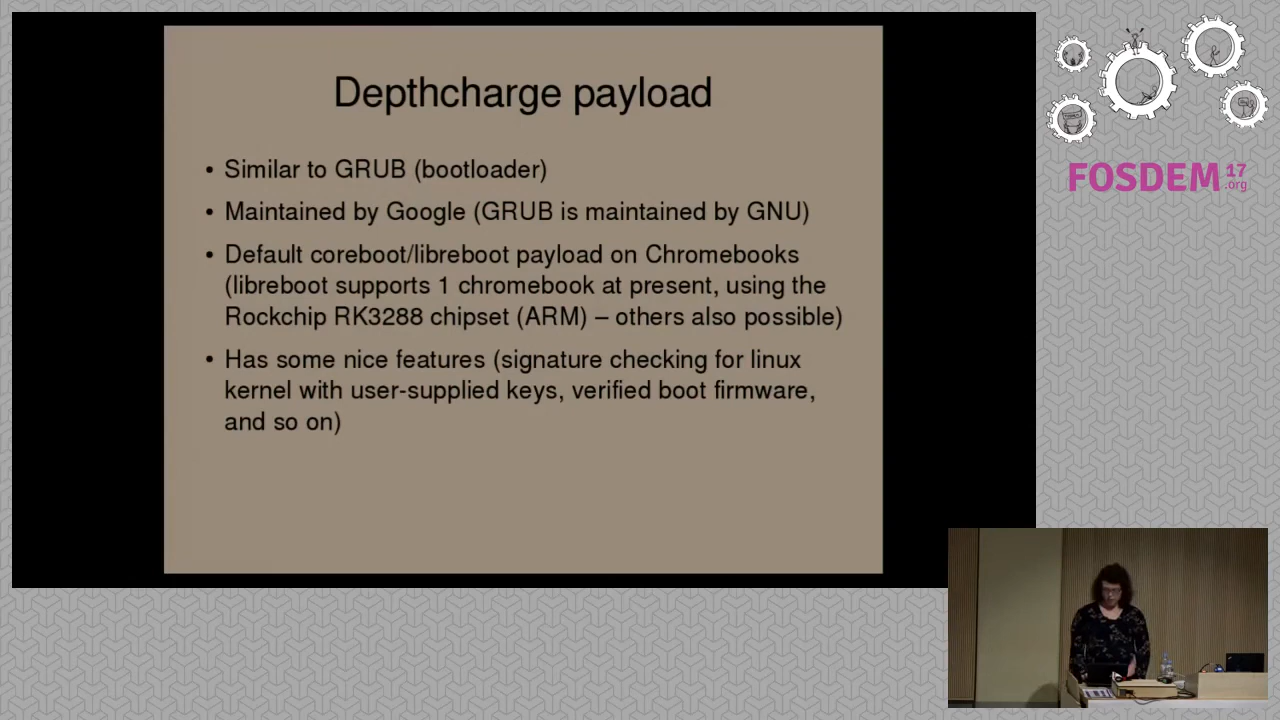 Depthcharge payload
• Similar to GRUB (bootloader)
• Maintained by Google (GRUB is maintained by GNU)
• Default coreboot/libreboot payload on Chromebooks
(libreboot supports 1 chromebook at present, using the
Rockchip RK3288 chipset (ARM) – others also possible)
• Has some nice features (signature checking for linux
kernel with user-supplied keys, verified boot firmware,
and so on)
FOSDEM 17
.org